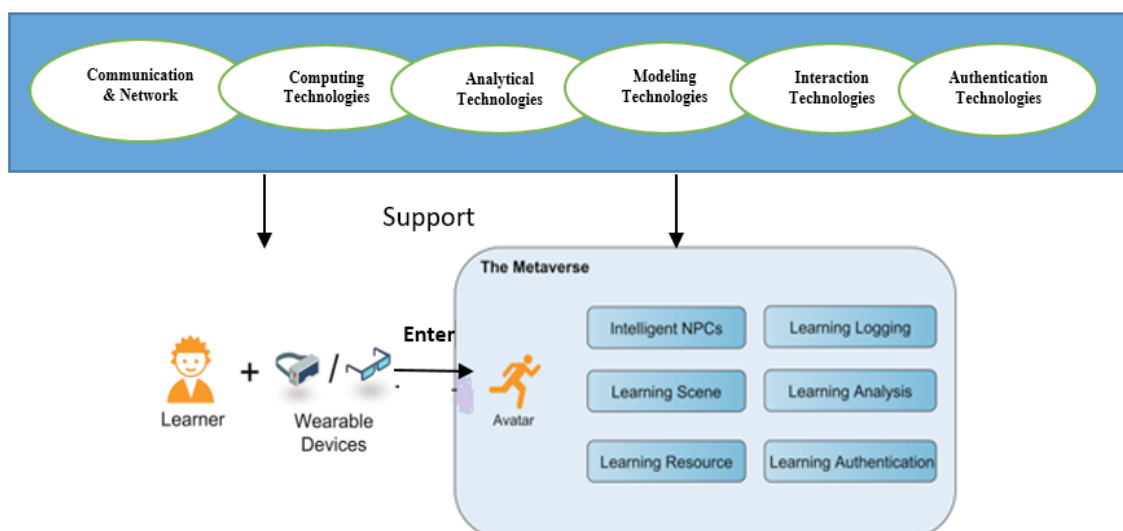 Communication
& Network
Computing
Technologies
Analytical
Technologies
Modeling
Technologies
Interaction
Technologies
Authentication
Technologies
Support
The Metaverse
Enter
Intelligent NPCs
Learning Logging
Learning Scene
Learning Analysis
Learning Resource
Learning Authentication
+
/
Learner
Wearable
Devices
Avatar